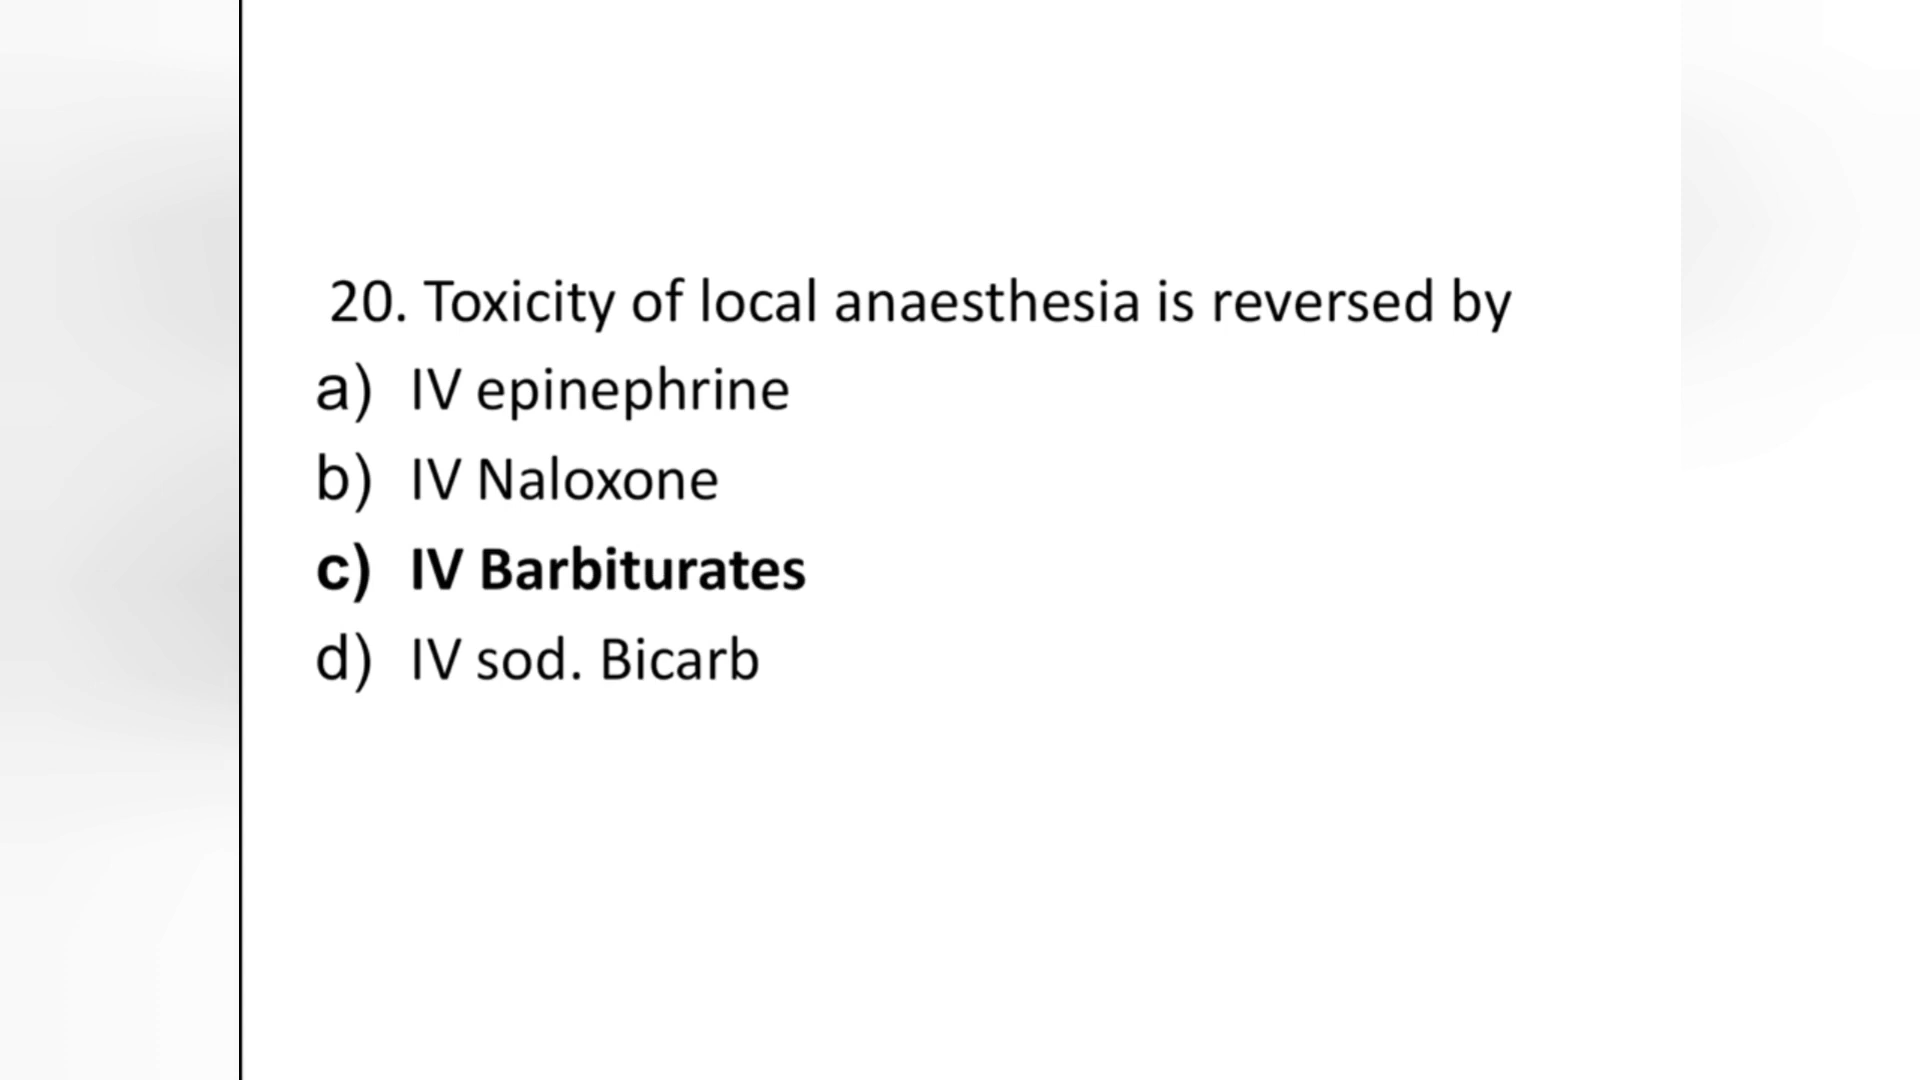 20. Toxicity of local anaesthesia is reversed by
a) IV epinephrine
b) IV Naloxone
c) IV Barbiturates
d) IV sod. Bicarb